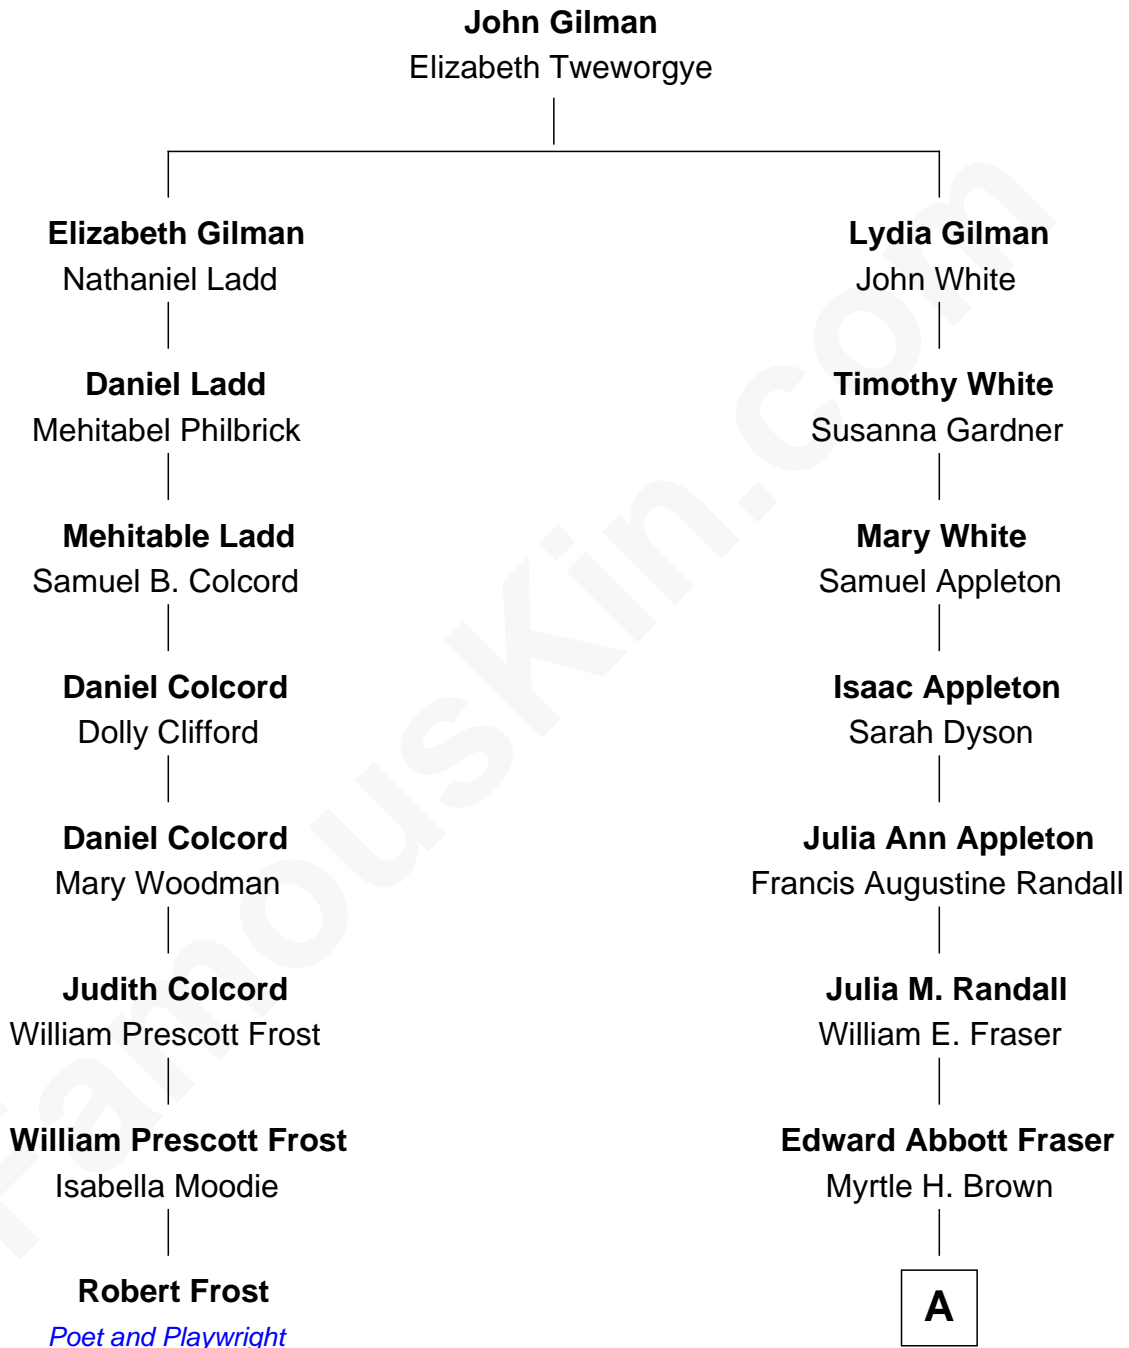 John Gilman
Elizabeth Tweworgye
Elizabeth Gilman
Nathaniel Ladd
Lydia Gilman
John White
Daniel Ladd
Mehitabel Philbrick
Timothy White
Susanna Gardner
Mehitable Ladd
Samuel B. Colcord
Mary White
Samuel Appleton
Daniel Colcord
Dolly Clifford
Isaac Appleton
Sarah Dyson
Daniel Colcord
Mary Woodman
Julia Ann Appleton
Francis Augustine Randall
Judith Colcord
William Prescott Frost
Julia M. Randall
William E. Fraser
William Prescott Frost
Isabella Moodie
Edward Abbott Fraser
Myrtle H. Brown
Robert Frost
Poet and Playwright
A
FamousKin.com